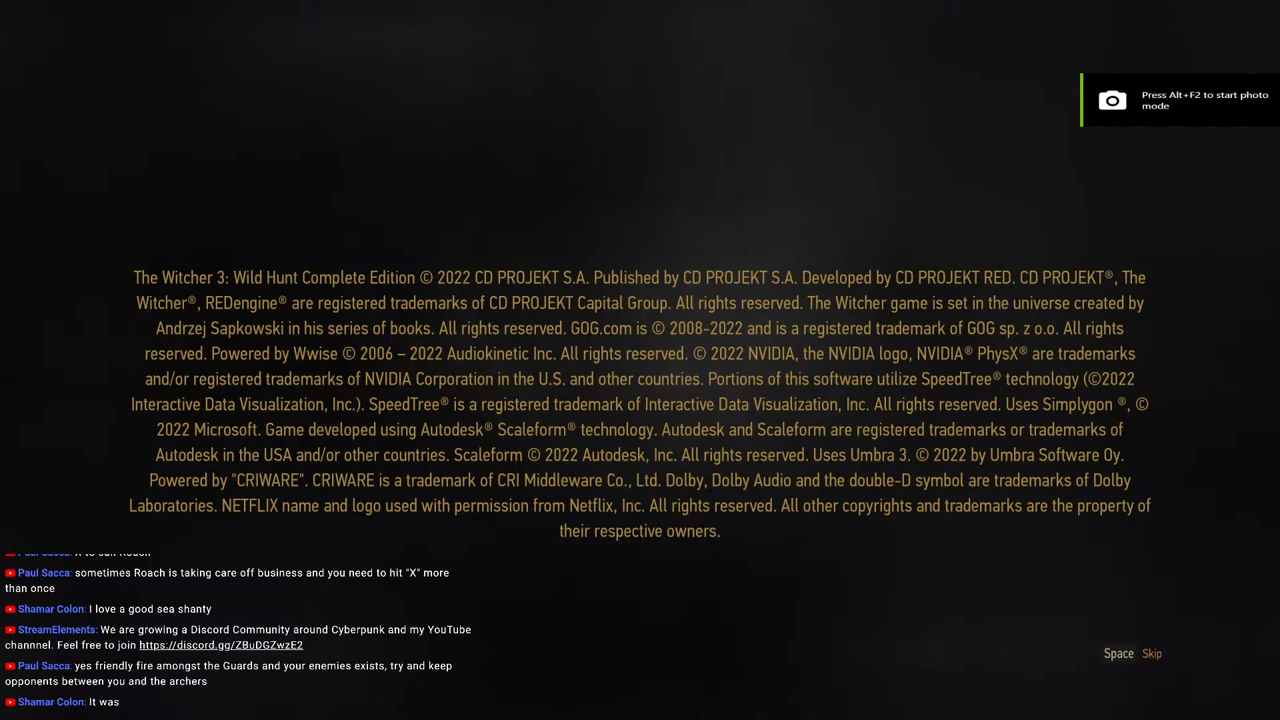 Press Alt+F2 to start photo
mode
The Witcher 3: Wild Hunt Complete Edition © 2022 CD PROJEKT S.A. Published by CD PROJEKT S.A. Developed by CD PROJEKT RED. CD PROJEKT®, The
Witcher®, REDengine® are registered trademarks of CD PROJEKT Capital Group. All rights reserved. The Witcher game is set in the universe created by
Andrzej Sapkowski in his series of books. All rights reserved. GOG.com is © 2008-2022 and is a registered trademark of GOG sp. z o.o. All rights
reserved. Powered by Wwise © 2006 – 2022 Audiokinetic Inc. All rights reserved. © 2022 NVIDIA, the NVIDIA logo, NVIDIA® PhysX® are trademarks
and/or registered trademarks of NVIDIA Corporation in the U.S. and other countries. Portions of this software utilize SpeedTree® technology (©2022
Interactive Data Visualization, Inc.). SpeedTree® is a registered trademark of Interactive Data Visualization, Inc. All rights reserved. Uses Simplygon ®, ©
2022 Microsoft. Game developed using Autodesk® Scaleform® technology. Autodesk and Scaleform are registered trademarks or trademarks of
Autodesk in the USA and/or other countries. Scaleform © 2022 Autodesk, Inc. All rights reserved. Uses Umbra 3. © 2022 by Umbra Software Oy.
Powered by "CRIWARE". CRIWARE is a trademark of CRI Middleware Co., Ltd. Dolby, Dolby Audio and the double-D symbol are trademarks of Dolby
Laboratories. NETFLIX name and logo used with permission from Netflix, Inc. All rights reserved. All other copyrights and trademarks are the property of
their respective owners.
Paul Sacca: X to call Roach
Paul Sacca: sometimes Roach is taking care off business and you need to hit "X" more
than once
Shamar Colon: I love a good sea shanty
StreamElements: We are growing a Discord Community around Cyberpunk and my YouTube
channnel. Feel free to join https://discord.gg/ZBuDGZwzE2
Paul Sacca: yes friendly fire amongst the Guards and your enemies exists, try and keep
opponents between you and the archers
Shamar Colon: It was
Space Skip